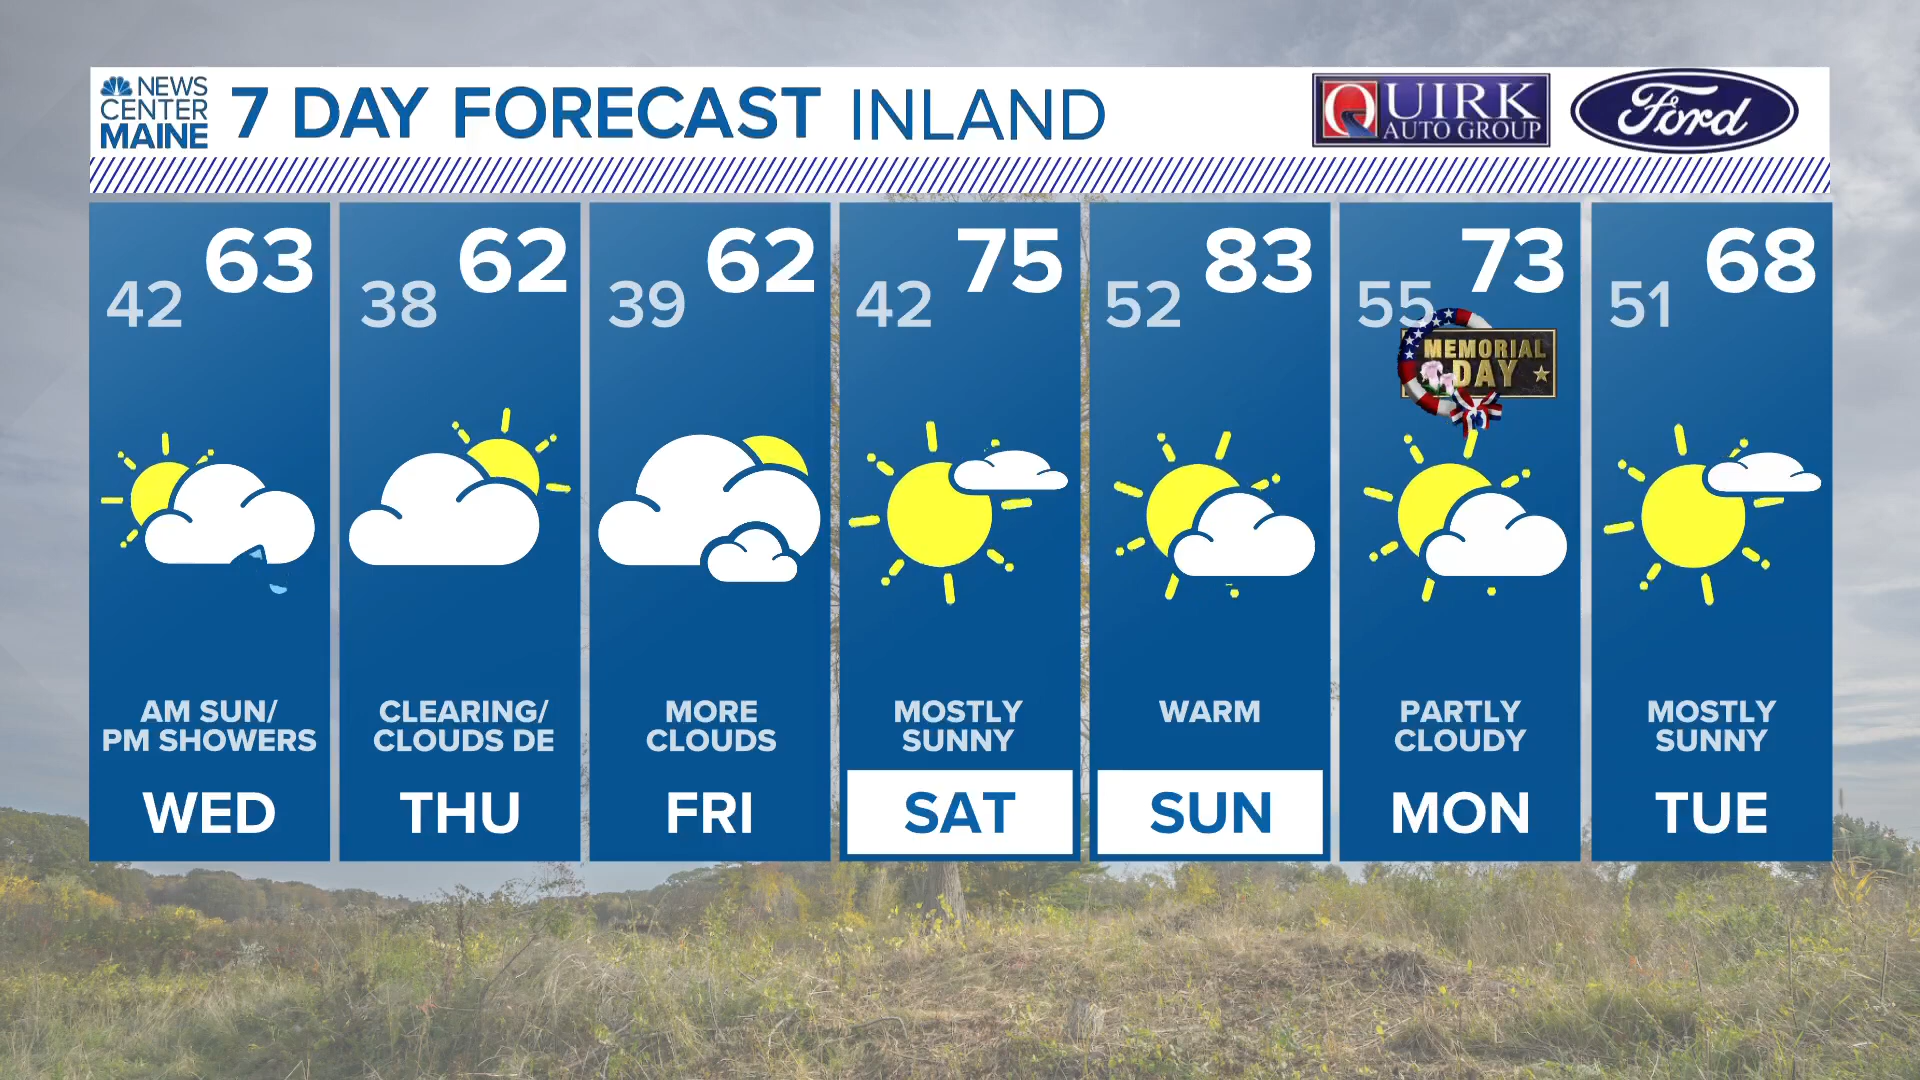 NEWS
CENTER
MAINE
7 DAY FORECAST INLAND
QUIRK
AUTO GROUP
Ford
42 63
38 62
39 62
42 75
52 83
55 73
51 68
MEMORIAL
DAY
AM SUN/
PM SHOWERS
CLEARING/
CLOUDS DE
MORE
CLOUDS
MOSTLY
SUNNY
WARM
PARTLY
CLOUDY
MOSTLY
SUNNY
WED
THU
FRI
SAT
SUN
MON
TUE